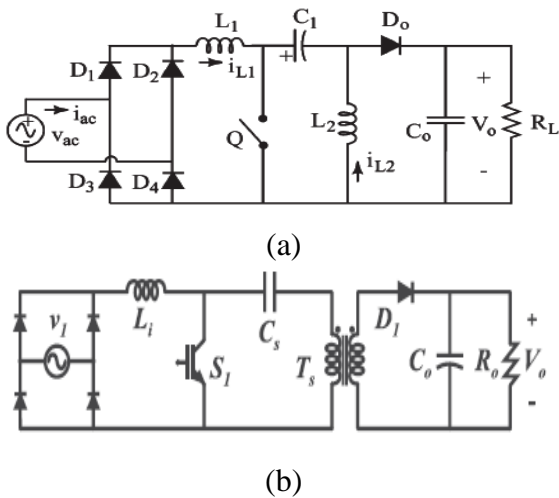 L1
C1
Do
D1
D2
iL1
+
iac
+
vac
-
Q
L2
Co
+
Vo
-
RL
D3
D4
iL2
(a)
v1
Li
Cs
D1
S1
Ts
Co
Ro
+
Vo
-
(b)